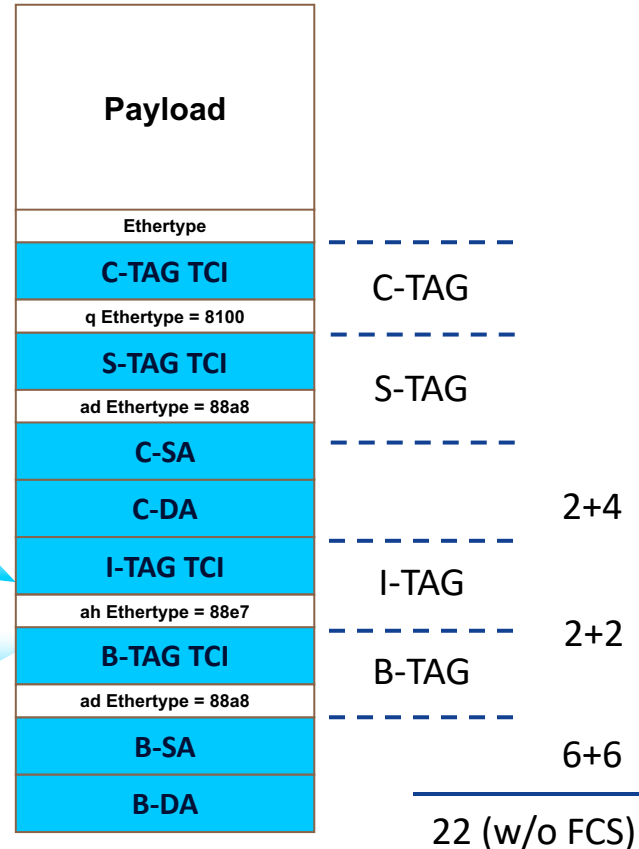 Payload
Ethertype
C-TAG TCI
C-TAG
q Ethertype = 8100
S-TAG TCI
S-TAG
ad Ethertype = 88a8
C-SA
C-DA
2+4
I-TAG TCI
I-TAG
ah Ethertype = 88e7
2+2
B-TAG TCI
B-TAG
ad Ethertype = 88a8
B-SA
6+6
B-DA
22 (w/o FCS)